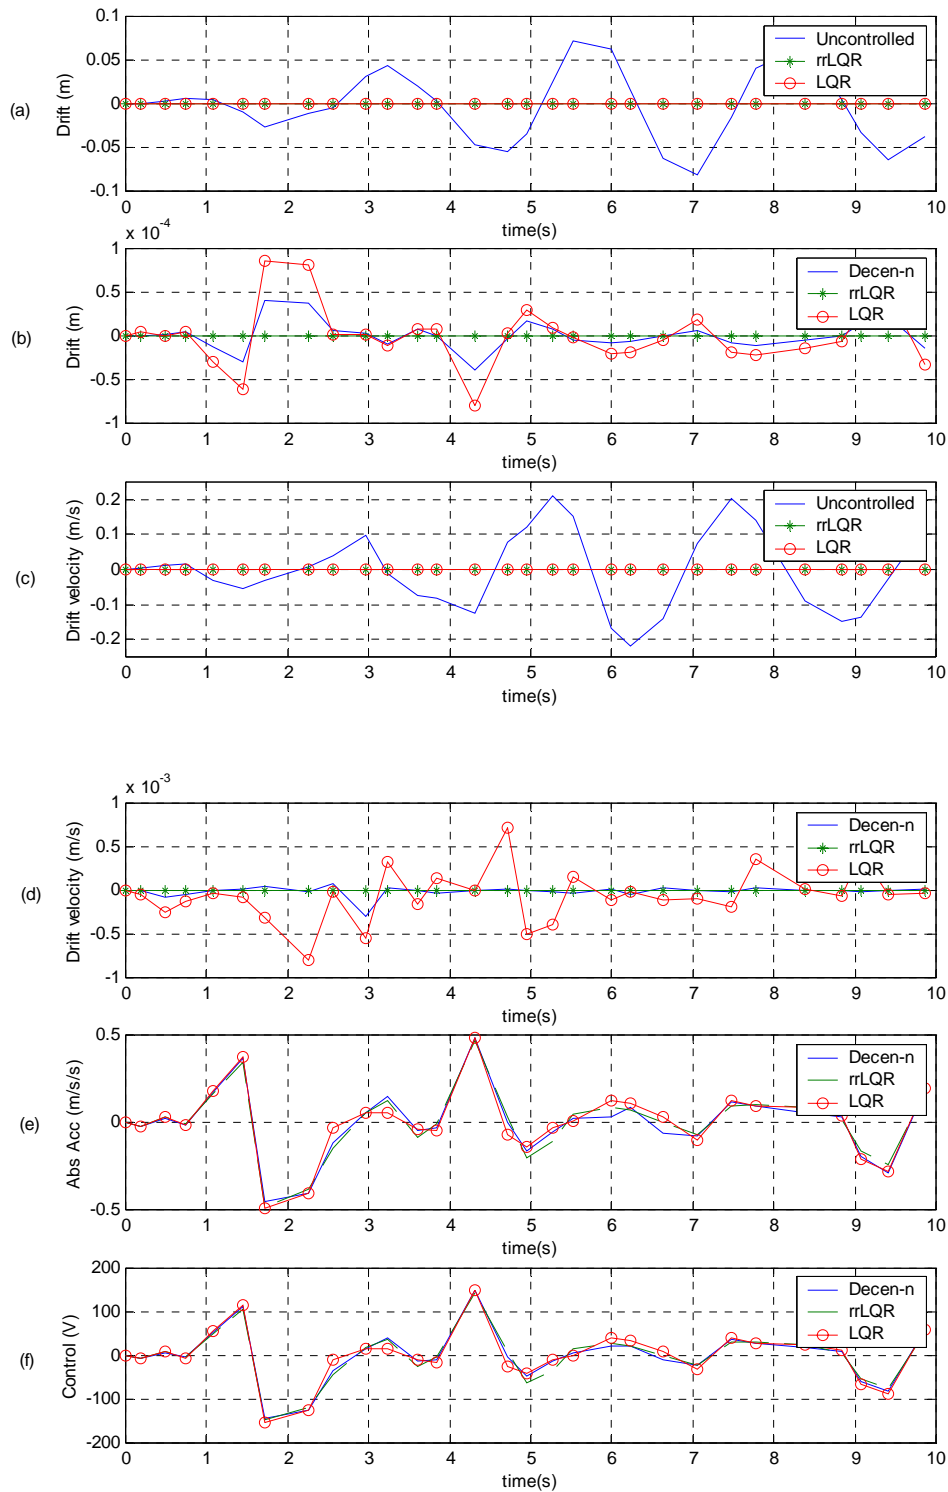 0.1
0.05
0
-0.05
-0.1
Drift (m)
(a)
Uncontrolled
rrLQR
LQR
0 1 2 3 4 5 6 7 8 9 10
time(s)
x 10^-4
1
0.5
0
-0.5
-1
Drift (m)
(b)
Decen-n
rrLQR
LQR
0 1 2 3 4 5 6 7 8 9 10
time(s)
0.2
0.1
0
-0.1
-0.2
Drift velocity (m/s)
(c)
Uncontrolled
rrLQR
LQR
0 1 2 3 4 5 6 7 8 9 10
time(s)
x 10^-3
1
0.5
0
-0.5
-1
Drift velocity (m/s)
(d)
Decen-n
rrLQR
LQR
0 1 2 3 4 5 6 7 8 9 10
time(s)
0.5
0
-0.5
Abs Acc (m/s/s)
(e)
Decen-n
rrLQR
LQR
0 1 2 3 4 5 6 7 8 9 10
time(s)
200
100
0
-100
-200
Control (V)
(f)
Decen-n
rrLQR
LQR
0 1 2 3 4 5 6 7 8 9 10
time(s)